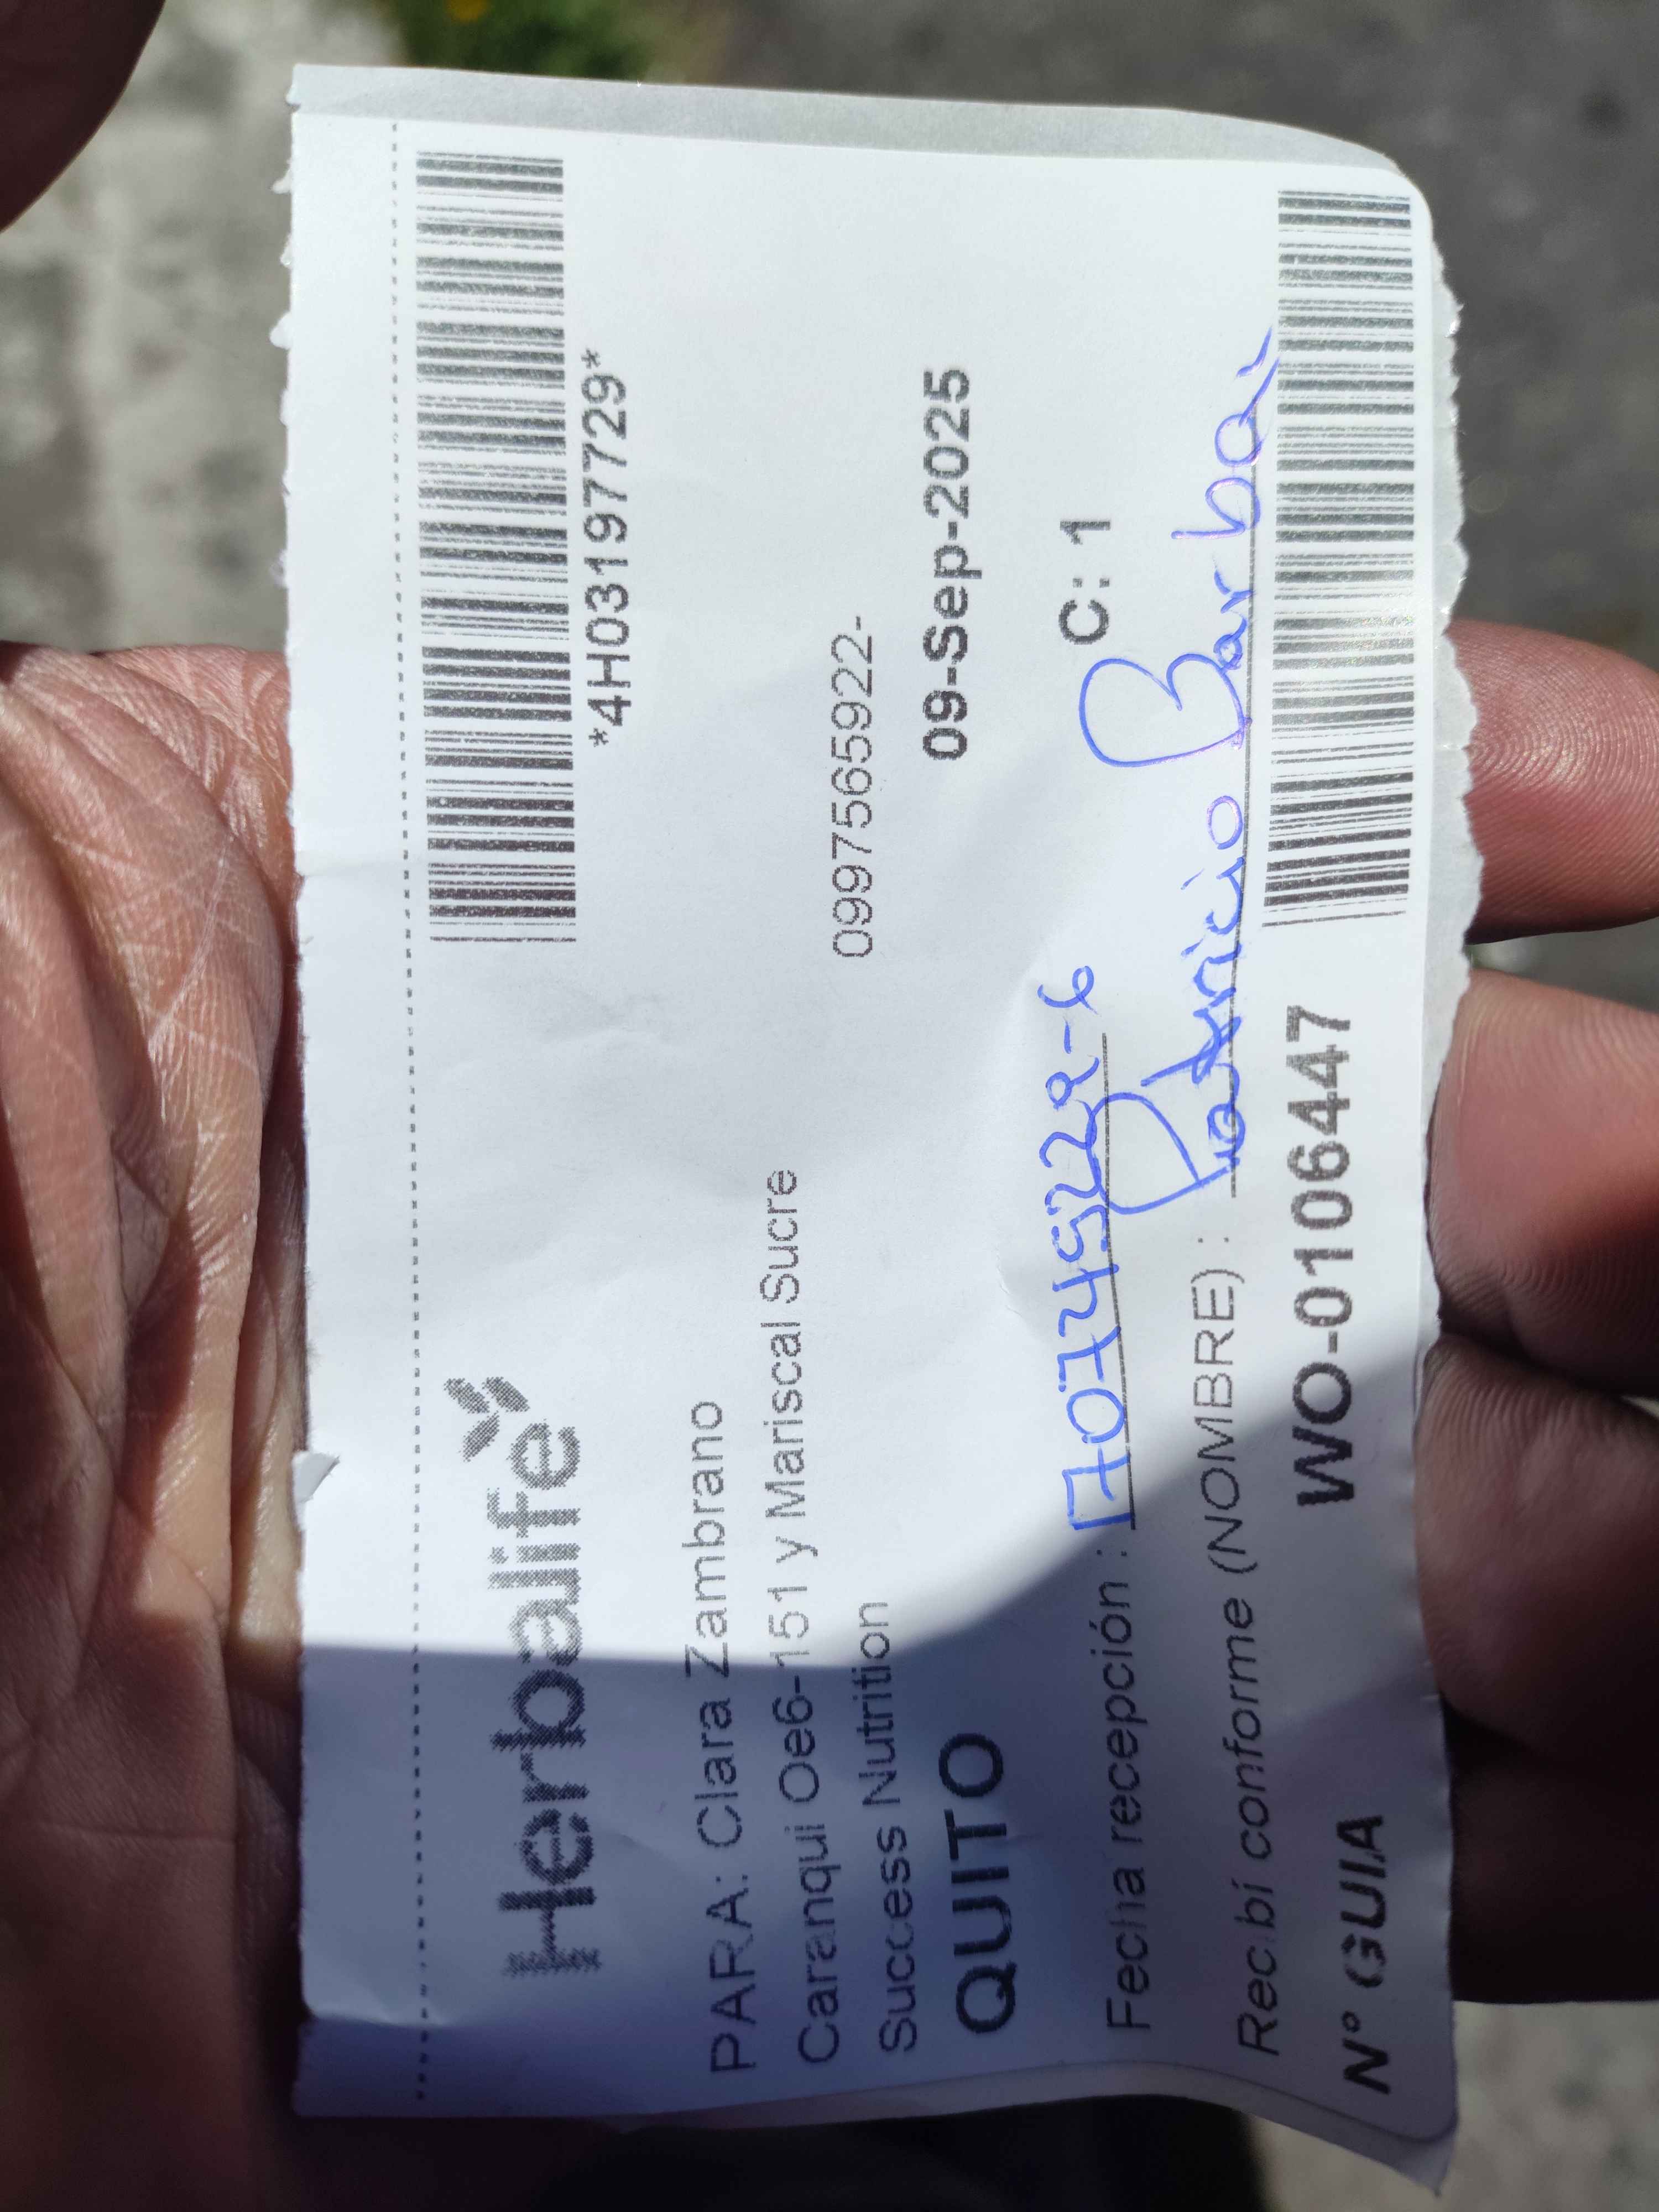 Herbalife
*4H03197729*
PARA: Clara Zambrano
Caranqui Oe6-151 y Mariscal Sucre
Success Nutrition 0997565922-
QUITO 09-Sep-2025
Fecha recepción : C: 1
Recibí conforme (NOMBRE) : Patricio Barba
N° GUIA WO-0106447